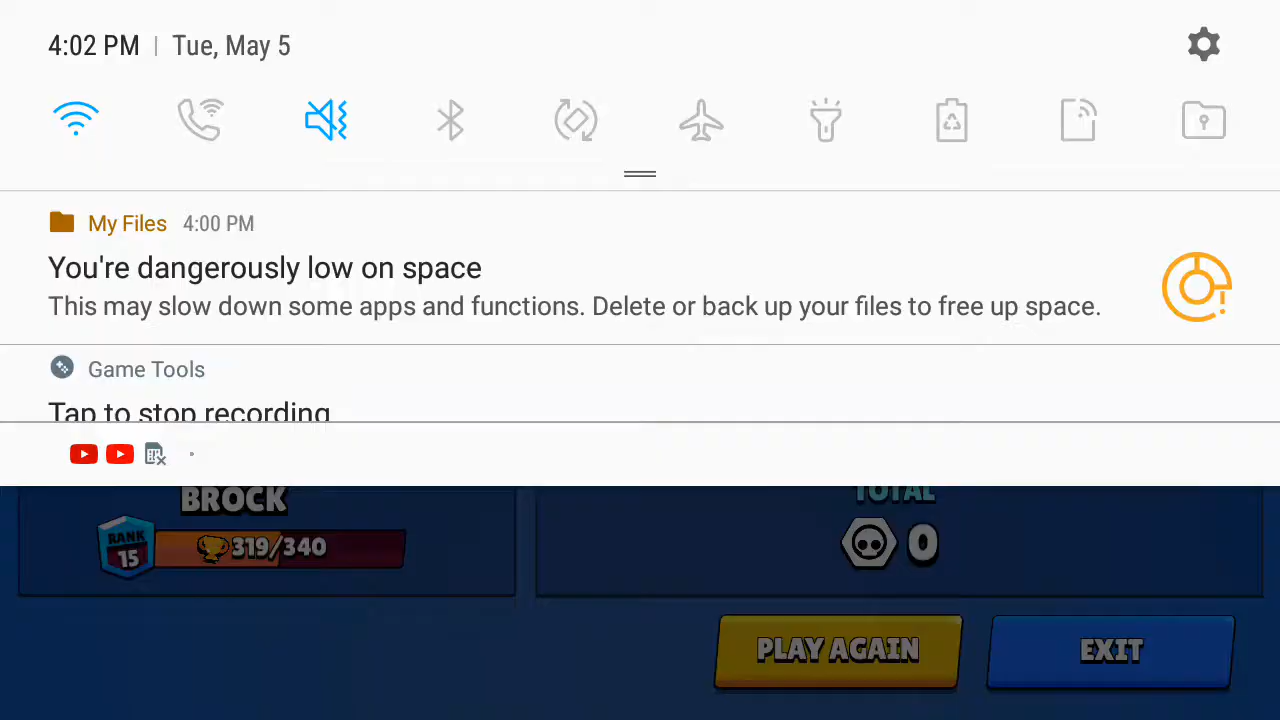 4:02 PM | Tue, May 5
My Files 4:00 PM
You're dangerously low on space
This may slow down some apps and functions. Delete or back up your files to free up space.
Game Tools
Tap to stop recording
BROCK
TOTAL
RANK
15
319/340
0
PLAY AGAIN
EXIT